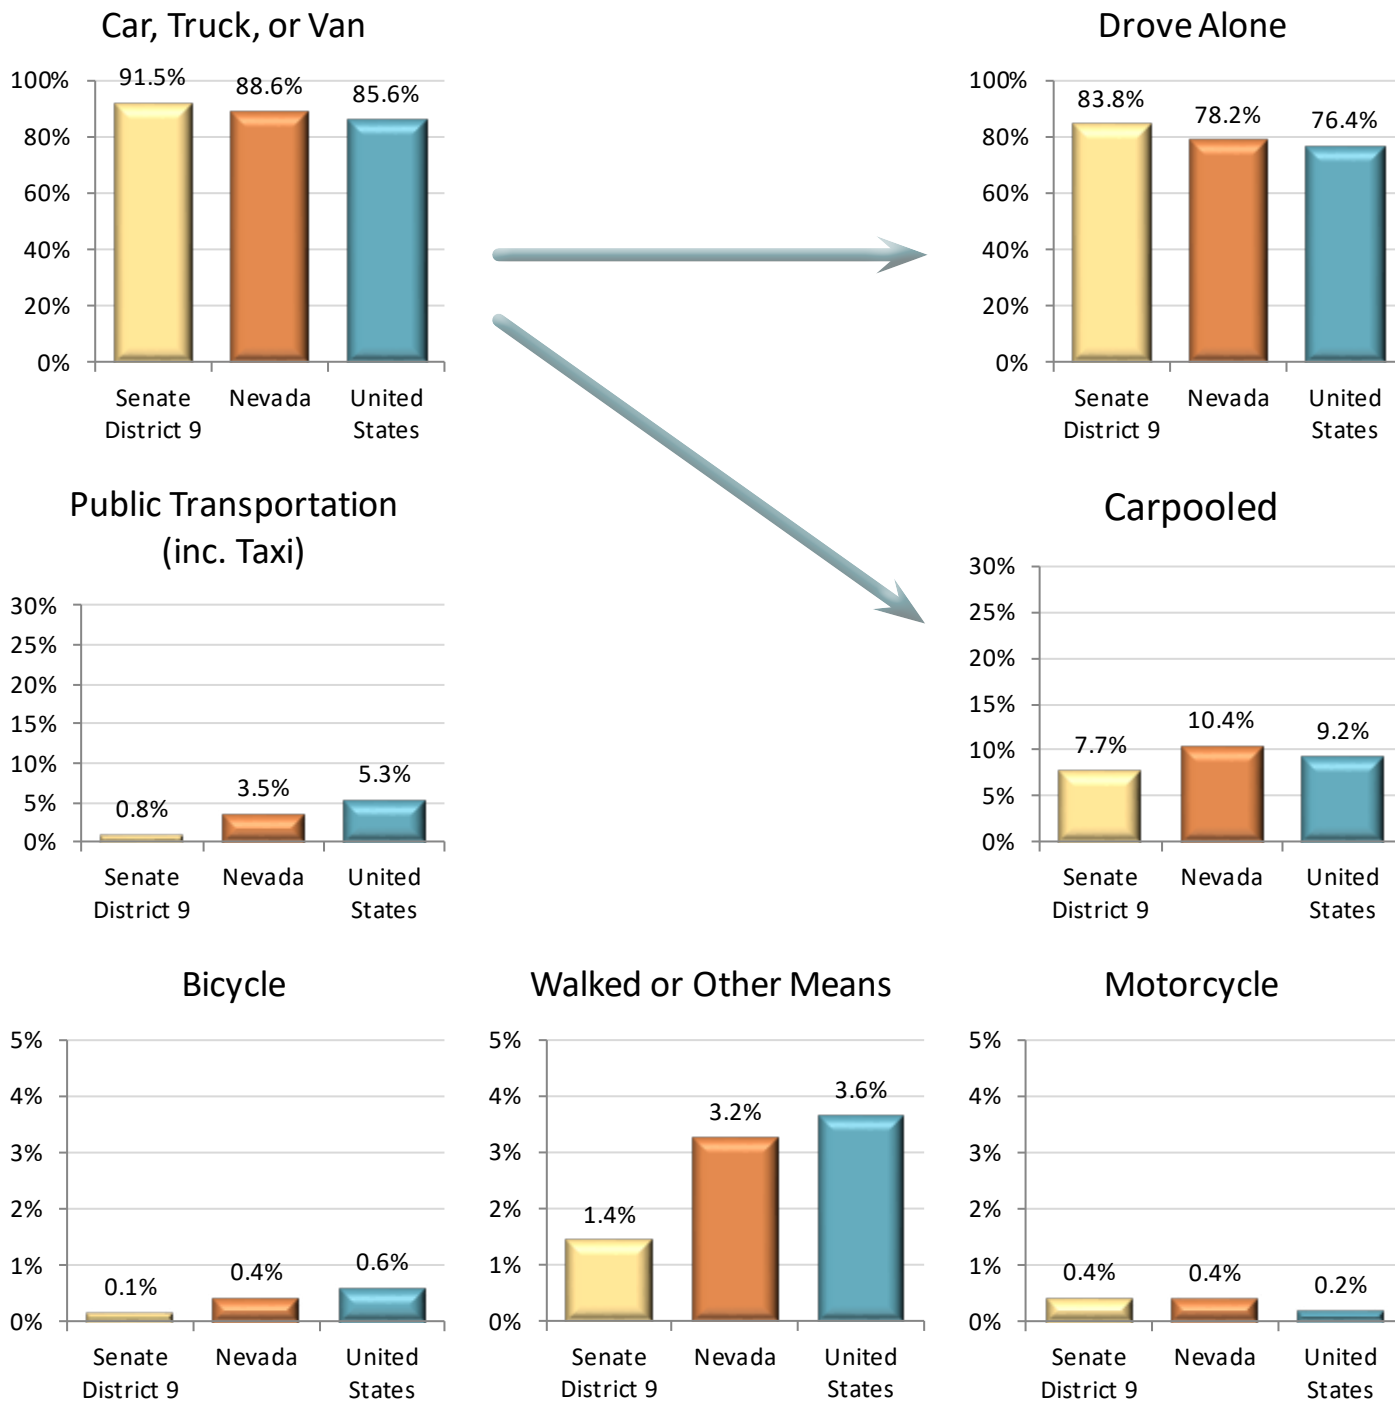 Car, Truck, or Van
100%
80%
60%
40%
20%
0%
91.5%
88.6%
85.6%
Senate
District 9
Nevada
United
States
Drove Alone
100%
80%
60%
40%
20%
0%
83.8%
78.2%
76.4%
Senate
District 9
Nevada
United
States
Public Transportation
(inc. Taxi)
30%
25%
20%
15%
10%
5%
0%
0.8%
3.5%
5.3%
Senate
District 9
Nevada
United
States
Carpooled
30%
25%
20%
15%
10%
5%
0%
7.7%
10.4%
9.2%
Senate
District 9
Nevada
United
States
Bicycle
5%
4%
3%
2%
1%
0%
0.1%
0.4%
0.6%
Senate
District 9
Nevada
United
States
Walked or Other Means
5%
4%
3%
2%
1%
0%
1.4%
3.2%
3.6%
Senate
District 9
Nevada
United
States
Motorcycle
5%
4%
3%
2%
1%
0%
0.4%
0.4%
0.2%
Senate
District 9
Nevada
United
States